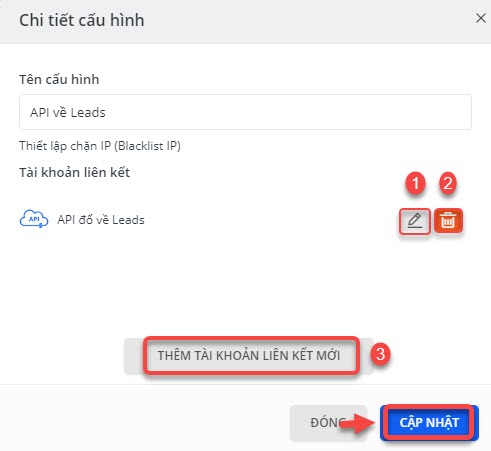 Chi tiết cấu hình
Tên cấu hình
API về Leads
Thiết lập chặn IP (Blacklist IP)
Tài khoản liên kết
1 2
API API đổ về Leads
THÊM TÀI KHOẢN LIÊN KẾT MỚI 3
ĐÓNG CẬP NHẬT